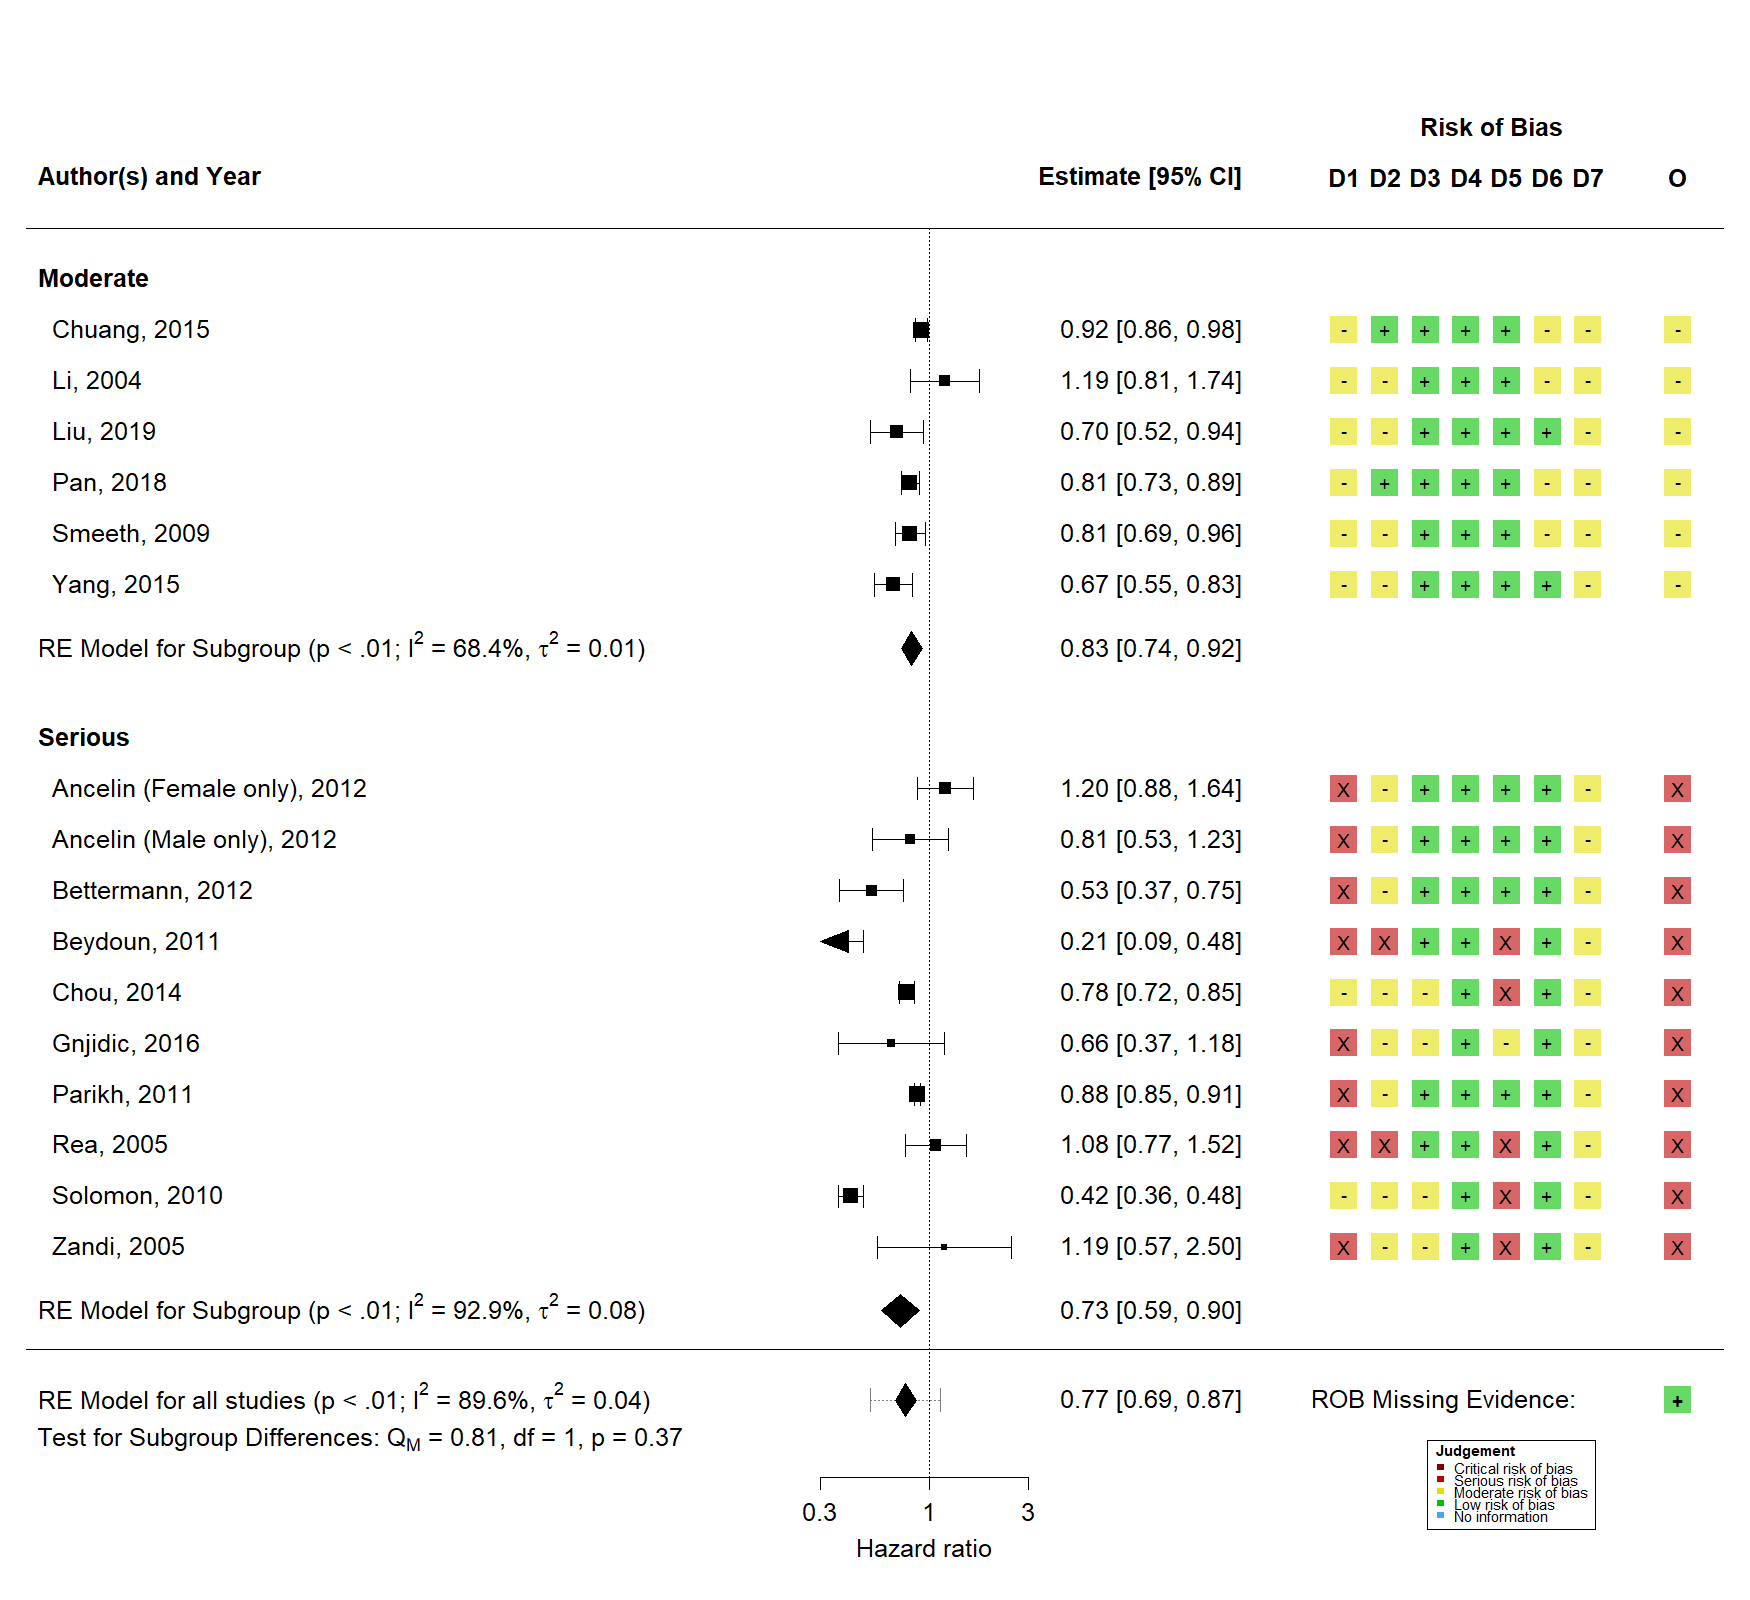 Risk of Bias
Author(s) and Year Estimate [95% CI] D1 D2 D3 D4 D5 D6 D7 O
Moderate
Chuang, 2015 0.92 [0.86, 0.98] - + + + + - - -
Li, 2004 1.19 [0.81, 1.74] - - + + + - - -
Liu, 2019 0.70 [0.52, 0.94] - - + + + + - -
Pan, 2018 0.81 [0.73, 0.89] - + + + + - - -
Smeeth, 2009 0.81 [0.69, 0.96] - - + + + - - -
Yang, 2015 0.67 [0.55, 0.83] - - + + + + - -
RE Model for Subgroup (p < .01; I² = 68.4%, τ² = 0.01) 0.83 [0.74, 0.92]
Serious
Ancelin (Female only), 2012 1.20 [0.88, 1.64] X - + + + + - X
Ancelin (Male only), 2012 0.81 [0.53, 1.23] X - + + + + - X
Bettermann, 2012 0.53 [0.37, 0.75] X - + + + + - X
Beydoun, 2011 0.21 [0.09, 0.48] X X + + X + - X
Chou, 2014 0.78 [0.72, 0.85] - - - + X + - X
Gnjidic, 2016 0.66 [0.37, 1.18] X - - + - + - X
Parikh, 2011 0.88 [0.85, 0.91] X - + + + + - X
Rea, 2005 1.08 [0.77, 1.52] X X + + X + - X
Solomon, 2010 0.42 [0.36, 0.48] - - - + X + - X
Zandi, 2005 1.19 [0.57, 2.50] X - - + X + - X
RE Model for Subgroup (p < .01; I² = 92.9%, τ² = 0.08) 0.73 [0.59, 0.90]
RE Model for all studies (p < .01; I² = 89.6%, τ² = 0.04) 0.77 [0.69, 0.87] ROB Missing Evidence: +
Test for Subgroup Differences: Q_M = 0.81, df = 1, p = 0.37
Judgement
Critical risk of bias
Serious risk of bias
Moderate risk of bias
Low risk of bias
No information
0.3 1 3
Hazard ratio